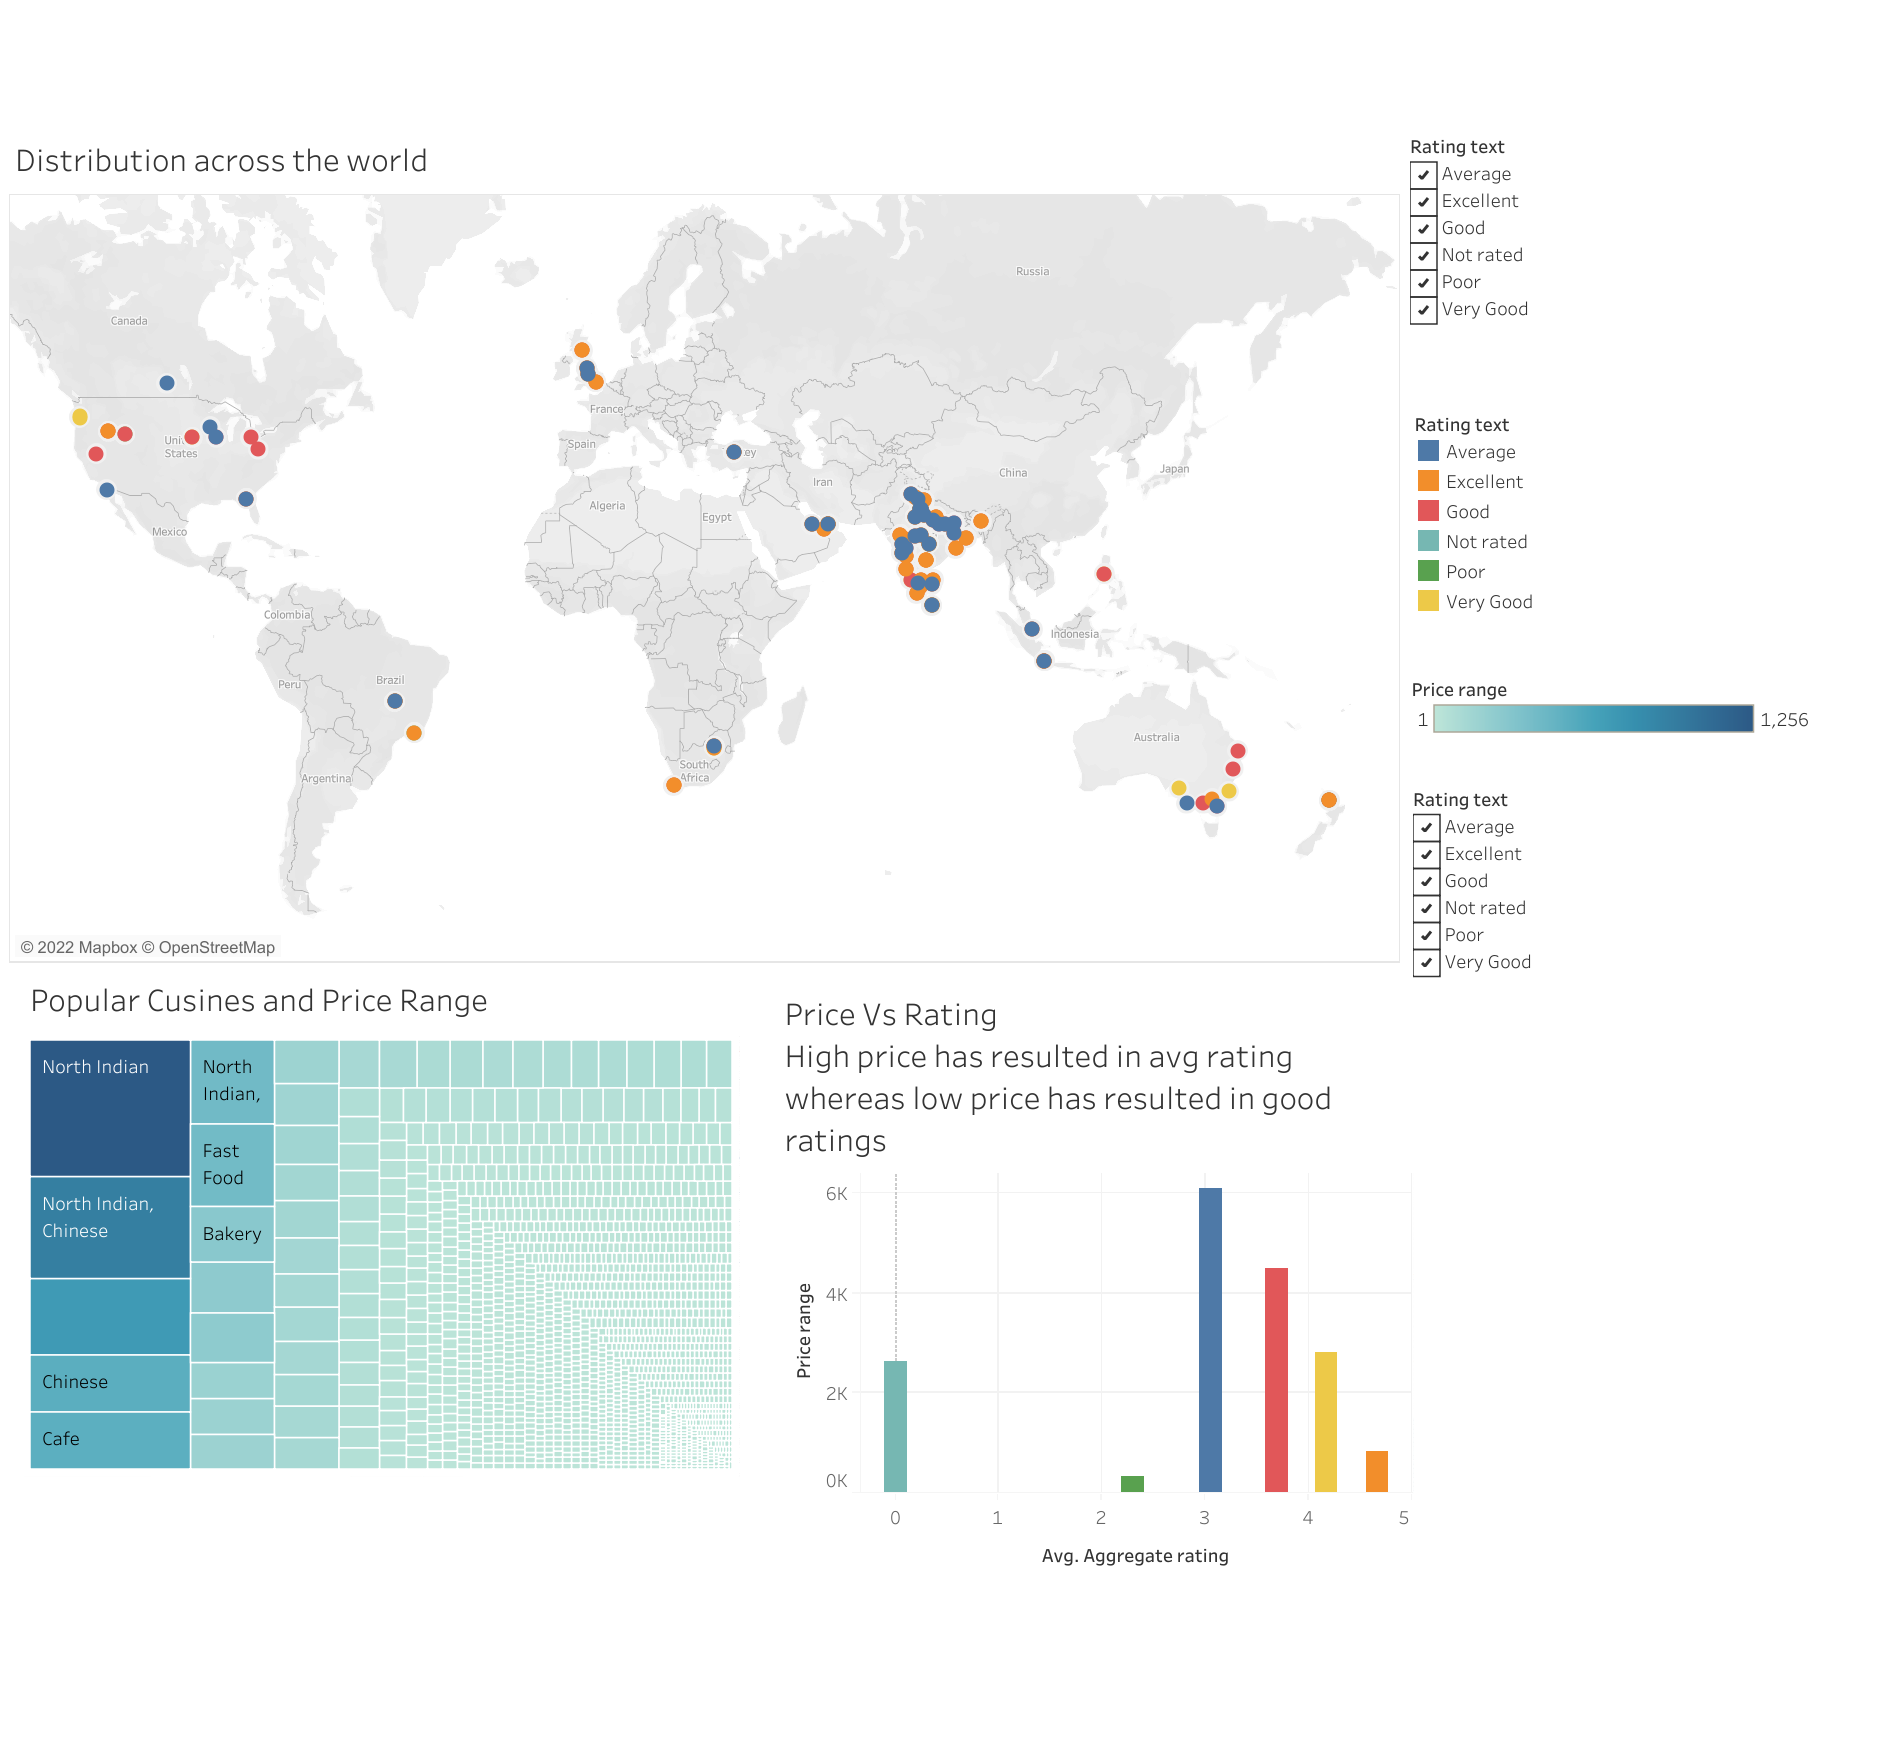 Distribution across the world
Russia
Canada
France
United
States
Spain
China
Japan
Iran
Algeria
Egypt
Mexico
Colombia
Indonesia
Peru
Brazil
Australia
South
Africa
Argentina
© 2022 Mapbox © OpenStreetMap
Rating text
Average
Excellent
Good
Not rated
Poor
Very Good
Rating text
Average
Excellent
Good
Not rated
Poor
Very Good
Price range
1
1,256
Rating text
Average
Excellent
Good
Not rated
Poor
Very Good
Popular Cusines and Price Range
North Indian
North Indian,
Chinese
Chinese
Cafe
North
Indian,
Fast
Food
Bakery
Price Vs Rating
High price has resulted in avg rating
whereas low price has resulted in good
ratings
6K
4K
2K
0K
Price range
0 1 2 3 4 5
Avg. Aggregate rating